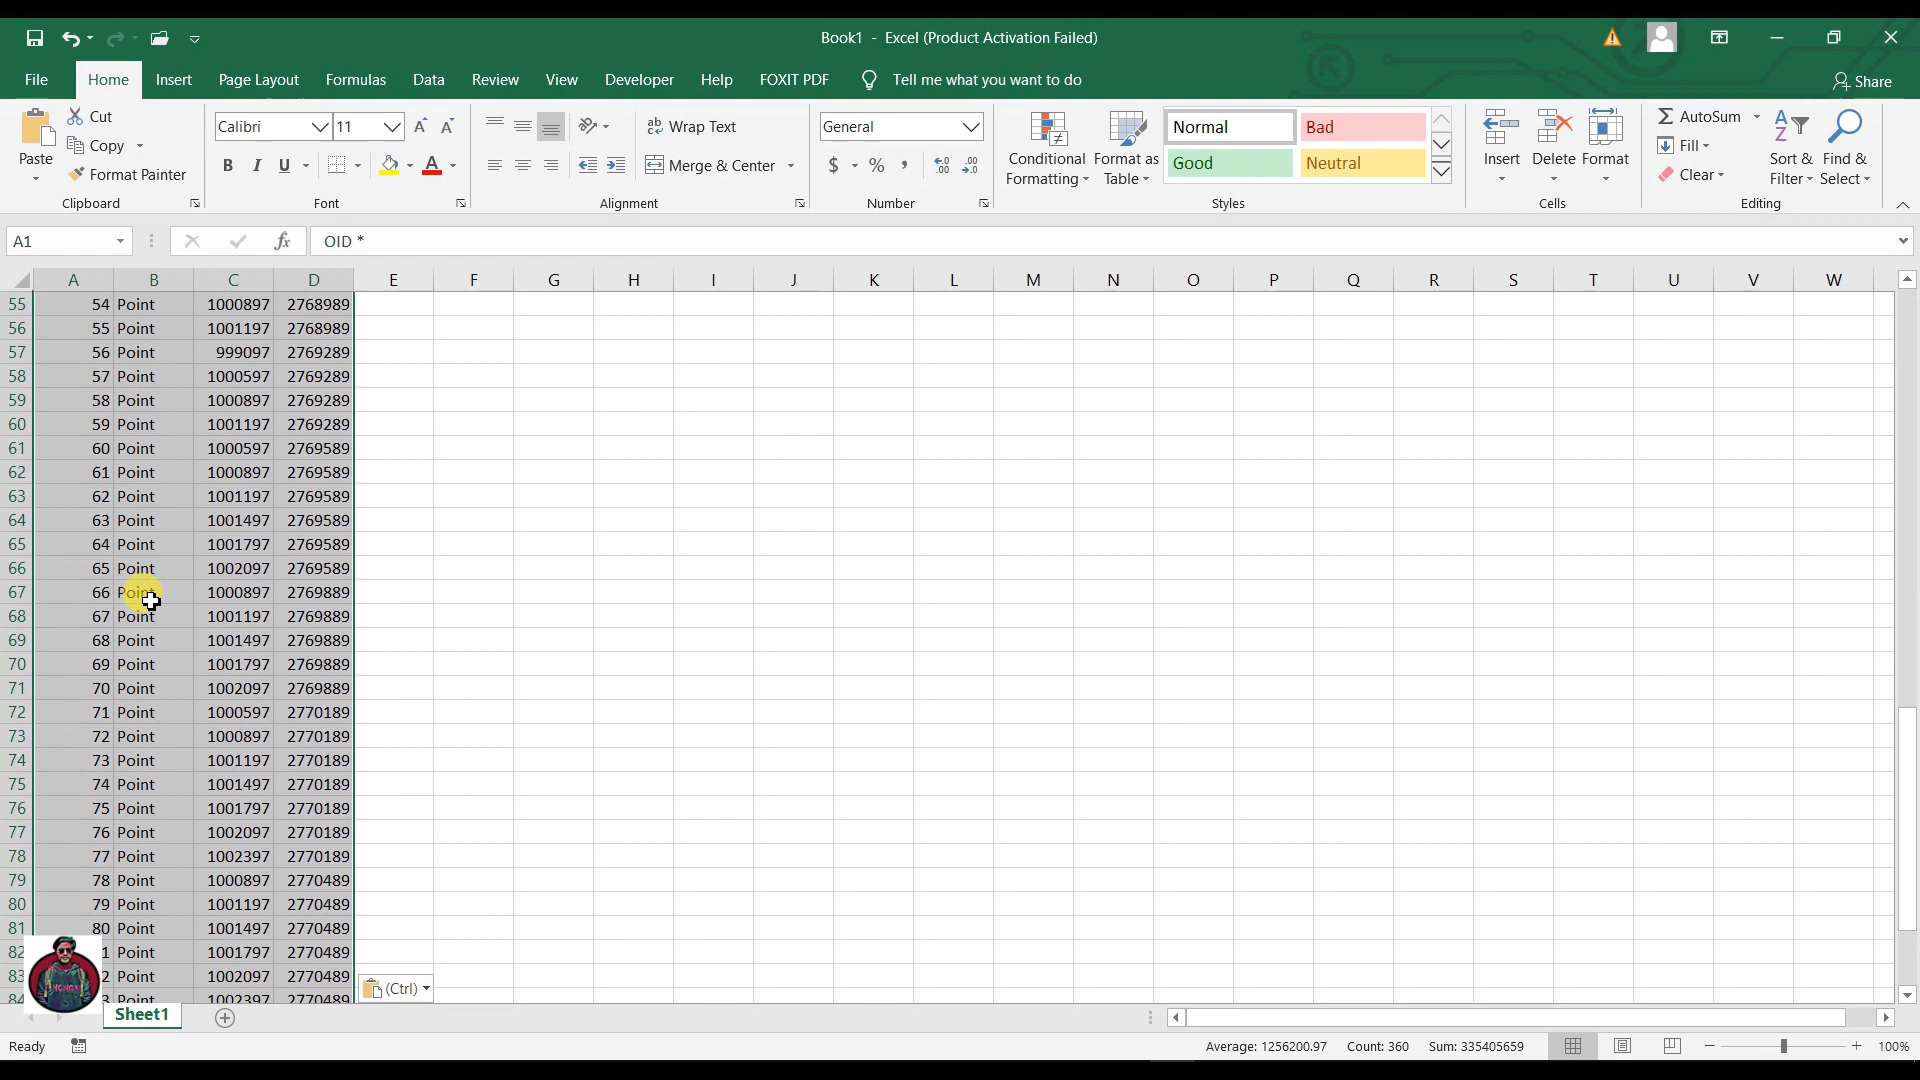 Book1 - Excel (Product Activation Failed)
File Home Insert Page Layout Formulas Data Review View Developer Help FOXIT PDF Tell me what you want to do Share
Paste Cut Copy Format Painter Clipboard
Calibri 11 B I U A Font
ab Wrap Text Merge & Center Alignment
General $ % , Number
Conditional Formatting Format as Table Normal Bad Good Neutral Styles
Insert Delete Format Cells
AutoSum Fill Clear Sort & Filter Find & Select Editing
A1 fx OID *
A B C D E F G H I J K L M N O P Q R S T U V W
55 54 Point 1000897 2768989
56 55 Point 1001197 2768989
57 56 Point 999097 2769289
58 57 Point 1000597 2769289
59 58 Point 1000897 2769289
60 59 Point 1001197 2769289
61 60 Point 1000597 2769589
62 61 Point 1000897 2769589
63 62 Point 1001197 2769589
64 63 Point 1001497 2769589
65 64 Point 1001797 2769589
66 65 Point 1002097 2769589
67 66 Point 1000897 2769889
68 67 Point 1001197 2769889
69 68 Point 1001497 2769889
70 69 Point 1001797 2769889
71 70 Point 1002097 2769889
72 71 Point 1000597 2770189
73 72 Point 1000897 2770189
74 73 Point 1001197 2770189
75 74 Point 1001497 2770189
76 75 Point 1001797 2770189
77 76 Point 1002097 2770189
78 77 Point 1002397 2770189
79 78 Point 1000897 2770489
80 79 Point 1001197 2770489
81 80 Point 1001497 2770489
82 1 Point 1001797 2770489
83 2 Point 1002097 2770489
84 3 Point 1002397 2770489
(Ctrl)
Sheet1
Ready Average: 1256200.97 Count: 360 Sum: 335405659 100%